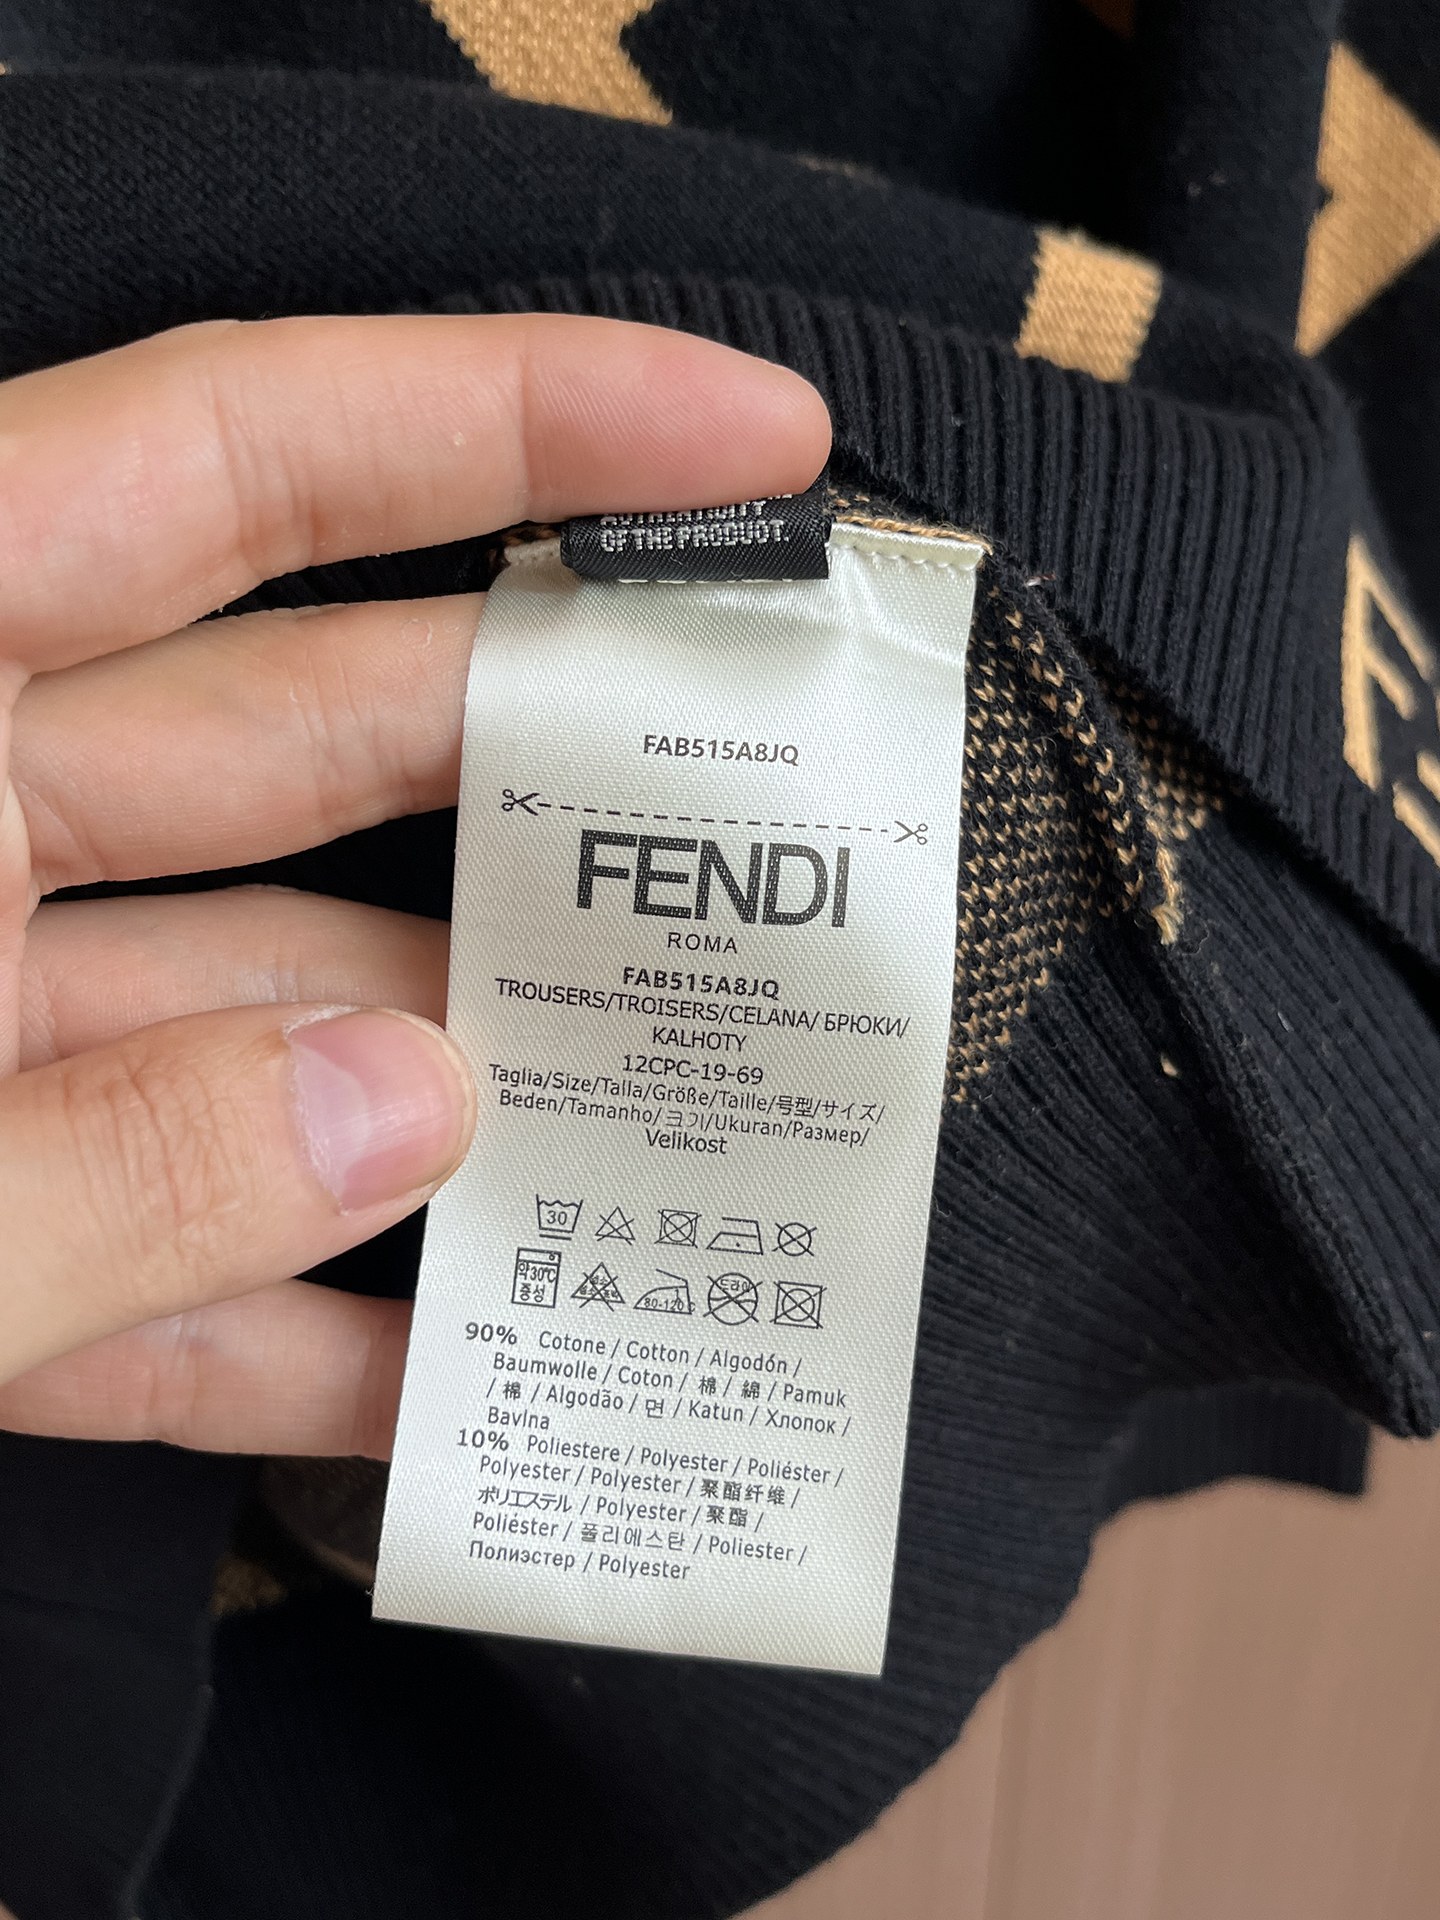 OF THE PRODUCT.
FAB515A8JQ
FENDI
ROMA
FAB515A8JQ
TROUSERS/TROISERS/CELANA/ БРЮКИ/
KALHOTY
12CPC-19-69
Taglia/Size/Talla/Größe/Taille/号型/サイズ/
Beden/Tamanho/크기/Ukuran/Размер/
Velikost
30
약30℃
중성
80-120℃
드라이
90% Cotone / Cotton / Algodón /
Baumwolle / Coton / 棉 / 綿 / Pamuk
/ 棉 / Algodão / 면 / Katun / Хлопок /
Bavlna
10% Poliestere / Polyester / Poliéster /
Polyester / Polyester / 聚酯纤维 /
ポリエステル / Polyester / 聚酯 /
Poliéster / 폴리에스탄 / Poliester /
Полиэстер / Polyester